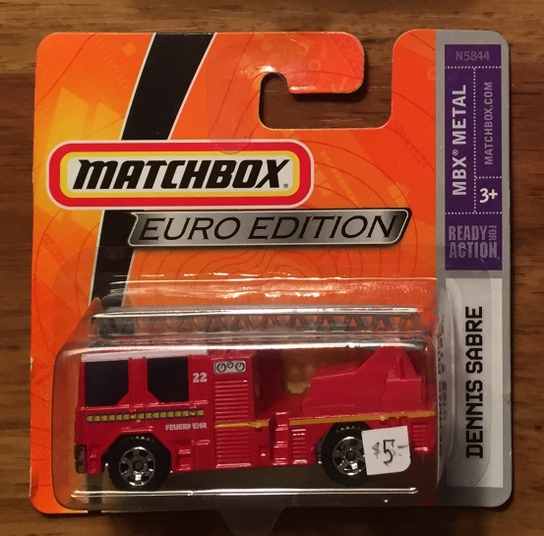 N5844
MBX® METAL
MATCHBOX.COM
3+
READY FOR ACTION
MATCHBOX®
EURO EDITION
DENNIS SABRE
22
FEUERWEHR
$5-